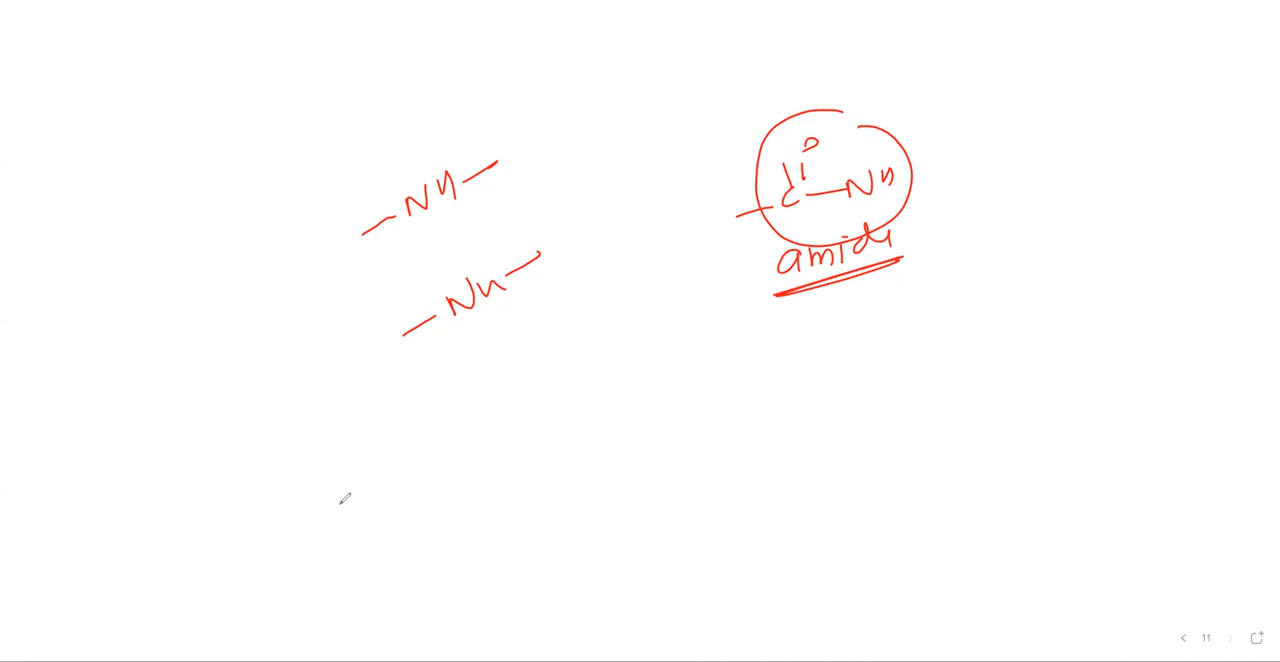 — NH —
— NH —
O
||
— C — NH
amide
11